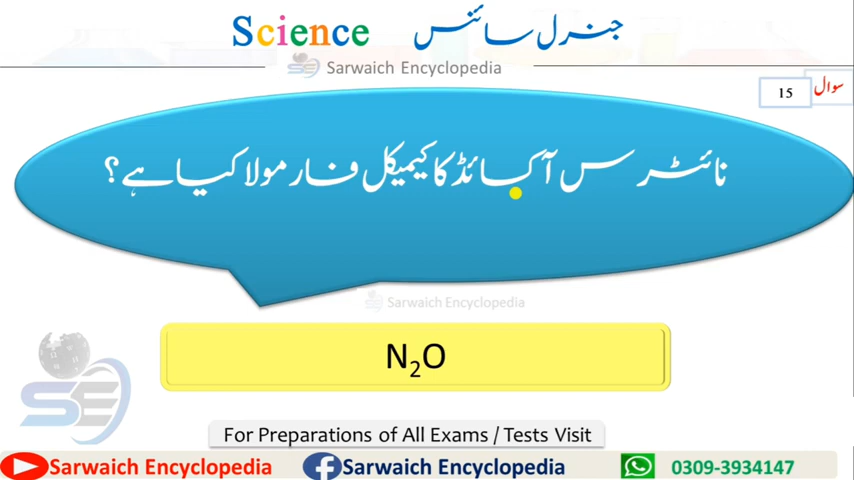 Science جنرل سائنس
Sarwaich Encyclopedia
سوال 15
نائٹرس آکسائڈ کا کیمیکل فارمولا کیا ہے؟
Sarwaich Encyclopedia
N₂O
SE
For Preparations of All Exams / Tests Visit
Sarwaich Encyclopedia Sarwaich Encyclopedia 0309-3934147